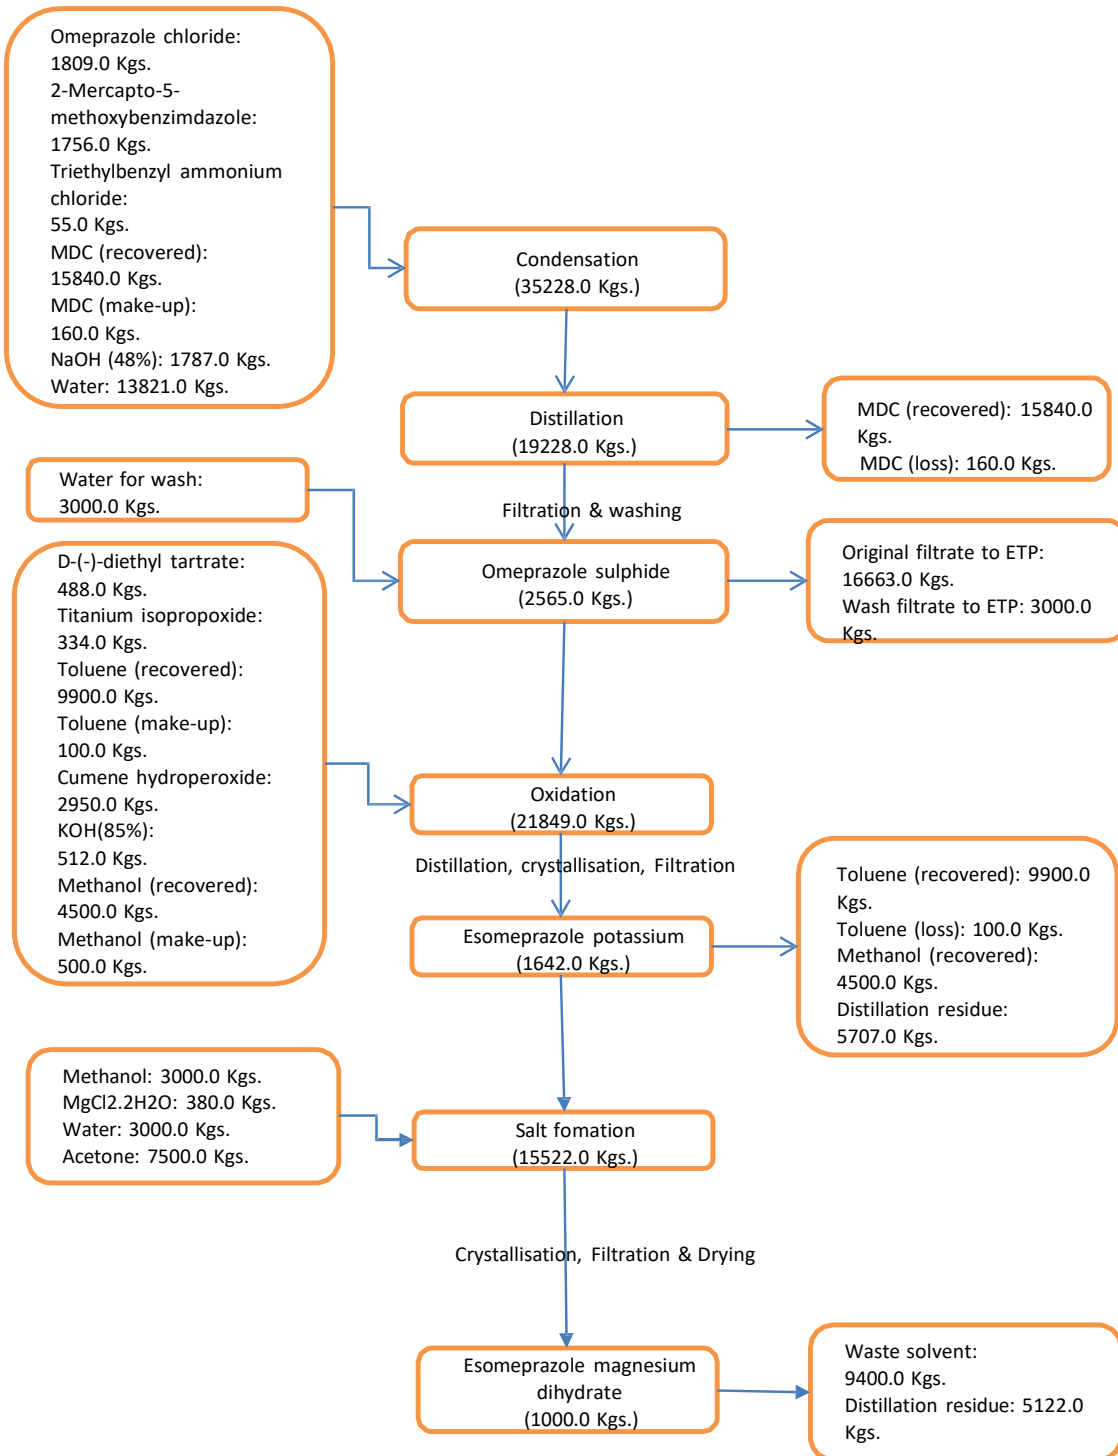 Omeprazole chloride:
1809.0 Kgs.
2-Mercapto-5-
methoxybenzimdazole:
1756.0 Kgs.
Triethylbenzyl ammonium
chloride:
55.0 Kgs.
MDC (recovered):
15840.0 Kgs.
MDC (make-up):
160.0 Kgs.
NaOH (48%): 1787.0 Kgs.
Water: 13821.0 Kgs.
Condensation
(35228.0 Kgs.)
Distillation
(19228.0 Kgs.)
MDC (recovered): 15840.0
Kgs.
MDC (loss): 160.0 Kgs.
Water for wash:
3000.0 Kgs.
Filtration & washing
Omeprazole sulphide
(2565.0 Kgs.)
Original filtrate to ETP:
16663.0 Kgs.
Wash filtrate to ETP: 3000.0
Kgs.
D-(-)-diethyl tartrate:
488.0 Kgs.
Titanium isopropoxide:
334.0 Kgs.
Toluene (recovered):
9900.0 Kgs.
Toluene (make-up):
100.0 Kgs.
Cumene hydroperoxide:
2950.0 Kgs.
KOH(85%):
512.0 Kgs.
Methanol (recovered):
4500.0 Kgs.
Methanol (make-up):
500.0 Kgs.
Oxidation
(21849.0 Kgs.)
Distillation, crystallisation, Filtration
Esomeprazole potassium
(1642.0 Kgs.)
Toluene (recovered): 9900.0
Kgs.
Toluene (loss): 100.0 Kgs.
Methanol (recovered):
4500.0 Kgs.
Distillation residue:
5707.0 Kgs.
Methanol: 3000.0 Kgs.
MgCl2.2H2O: 380.0 Kgs.
Water: 3000.0 Kgs.
Acetone: 7500.0 Kgs.
Salt fomation
(15522.0 Kgs.)
Crystallisation, Filtration & Drying
Esomeprazole magnesium
dihydrate
(1000.0 Kgs.)
Waste solvent:
9400.0 Kgs.
Distillation residue: 5122.0
Kgs.